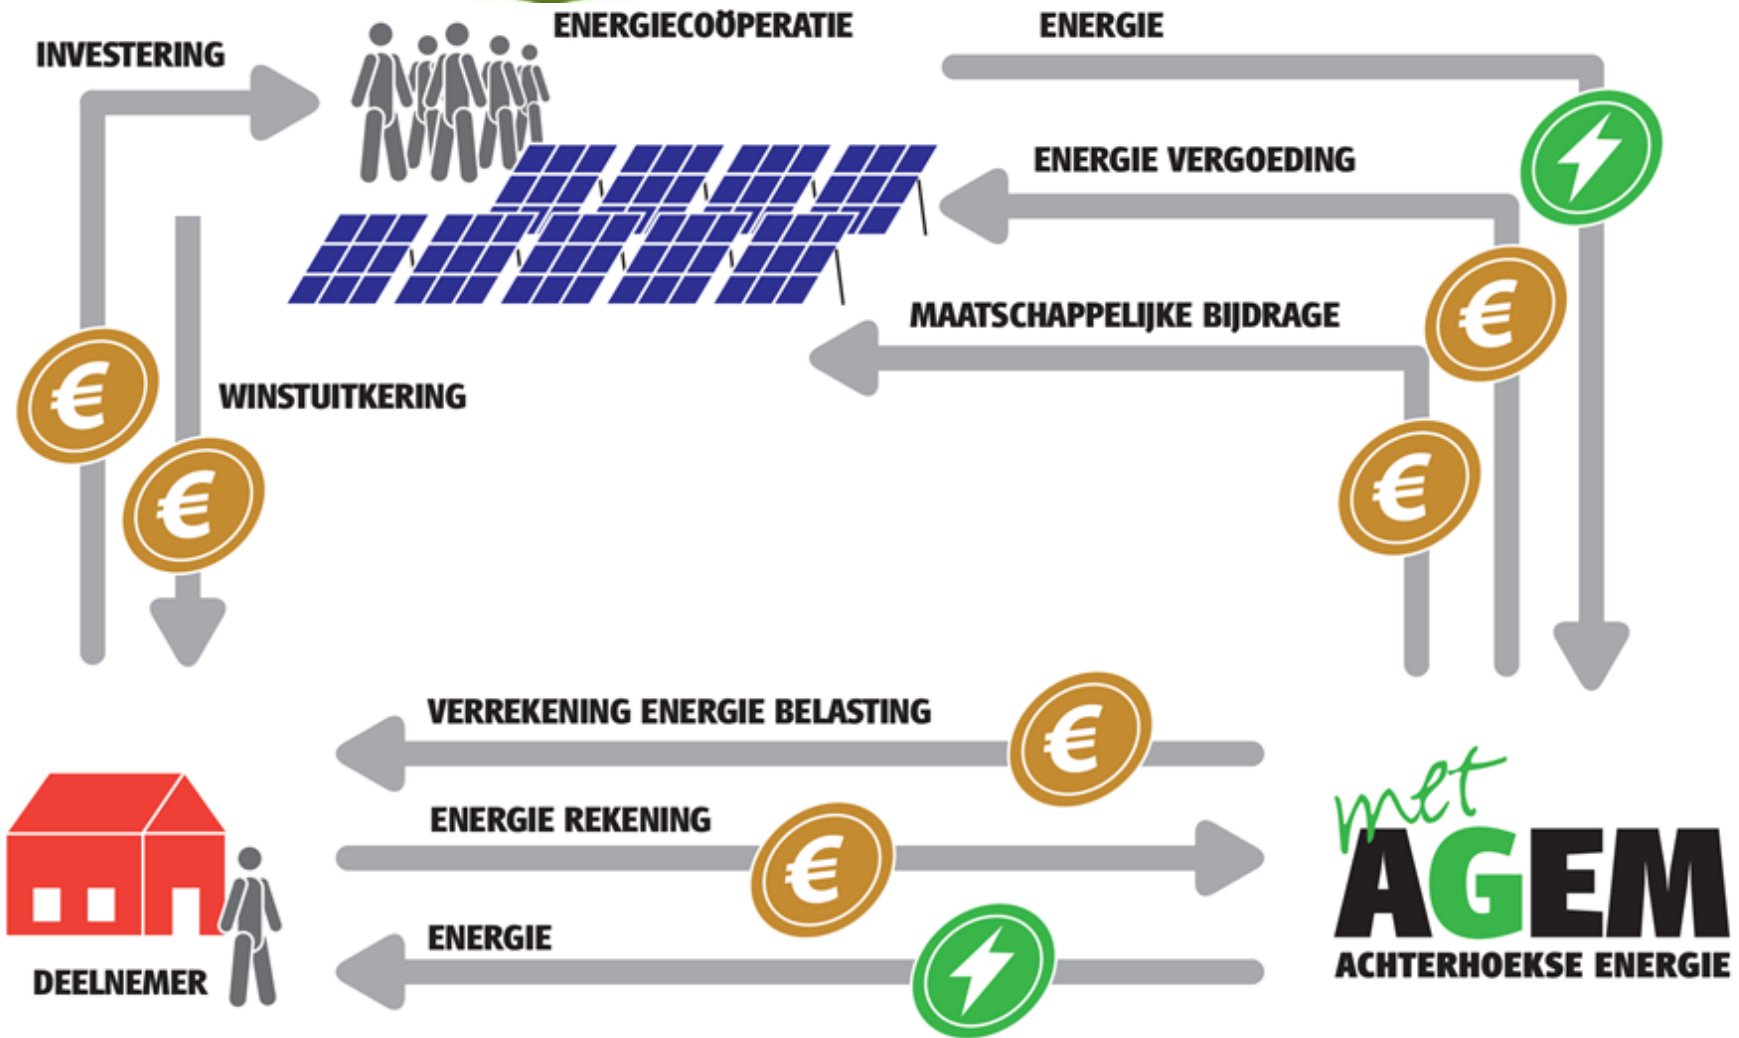 ENERGIECOÖPERATIE
ENERGIE
INVESTERING
ENERGIE VERGOEDING
MAATSCHAPPELIJKE BIJDRAGE
WINSTUITKERING
VERREKENING ENERGIE BELASTING
ENERGIE REKENING
ENERGIE
DEELNEMER
met
AGEM
ACHTERHOEKSE ENERGIE